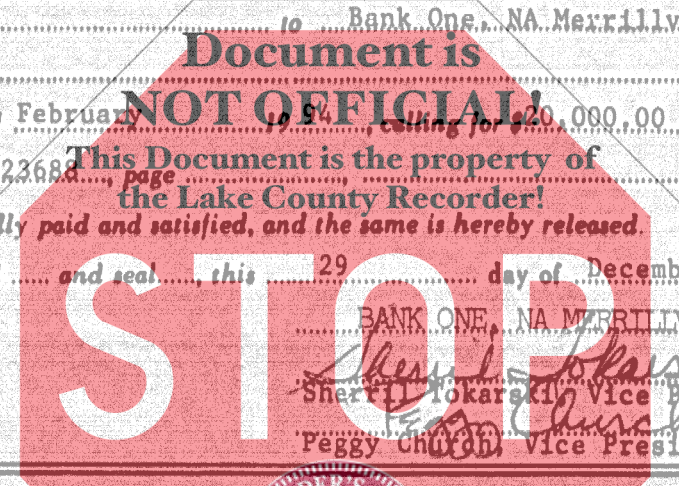 to Bank One, NA Merrillv
Document is
NOT OFFICIAL!
February 19 94, calling for $20,000.00
This Document is the property of
23688, page
the Lake County Recorder!
lly paid and satisfied, and the same is hereby released.
and seal, this 29 day of Decemb
STOP
BANK ONE, NA MERRILLV
Sherril Tokarski, Vice P
Peggy Church
Peggy Church, Vice Presi